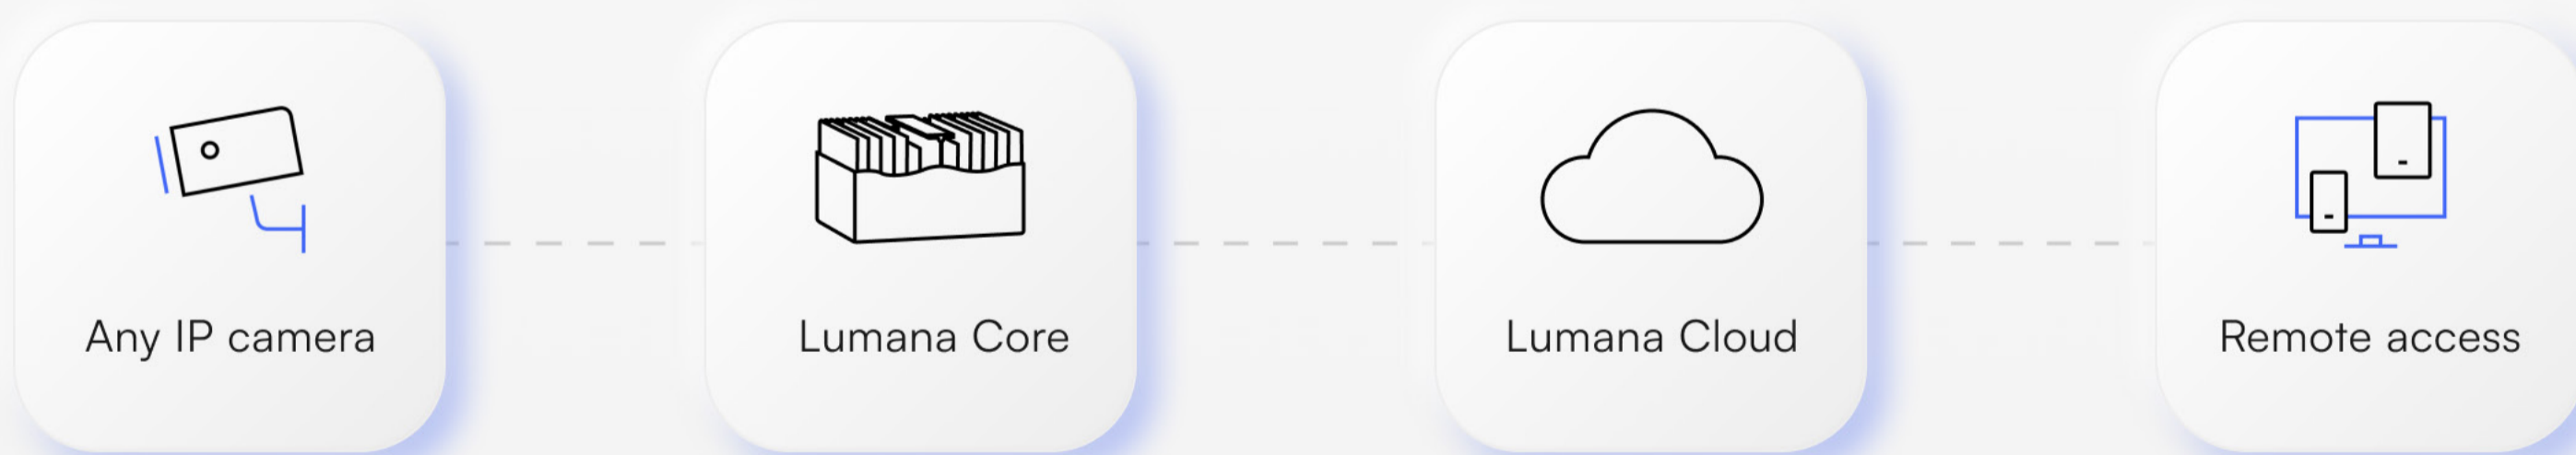 Any IP camera
Lumana Core
Lumana Cloud
Remote access